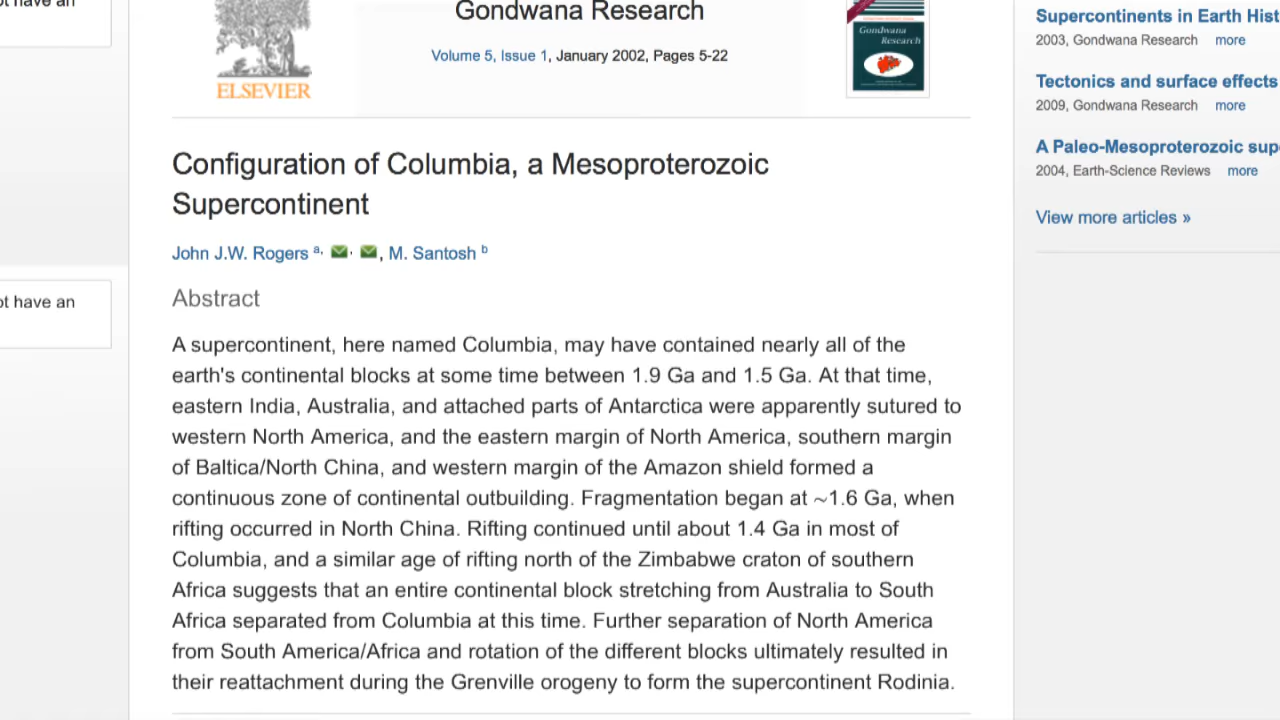 ot have an
ot have an
ELSEVIER
Gondwana Research
Volume 5, Issue 1, January 2002, Pages 5-22
Gondwana
Research
Configuration of Columbia, a Mesoproterozoic
Supercontinent
John J.W. Rogers a, , , M. Santosh b
Abstract
A supercontinent, here named Columbia, may have contained nearly all of the
earth's continental blocks at some time between 1.9 Ga and 1.5 Ga. At that time,
eastern India, Australia, and attached parts of Antarctica were apparently sutured to
western North America, and the eastern margin of North America, southern margin
of Baltica/North China, and western margin of the Amazon shield formed a
continuous zone of continental outbuilding. Fragmentation began at ~1.6 Ga, when
rifting occurred in North China. Rifting continued until about 1.4 Ga in most of
Columbia, and a similar age of rifting north of the Zimbabwe craton of southern
Africa suggests that an entire continental block stretching from Australia to South
Africa separated from Columbia at this time. Further separation of North America
from South America/Africa and rotation of the different blocks ultimately resulted in
their reattachment during the Grenville orogeny to form the supercontinent Rodinia.
Supercontinents in Earth Hist
2003, Gondwana Research more
Tectonics and surface effects
2009, Gondwana Research more
A Paleo-Mesoproterozoic sup
2004, Earth-Science Reviews more
View more articles »